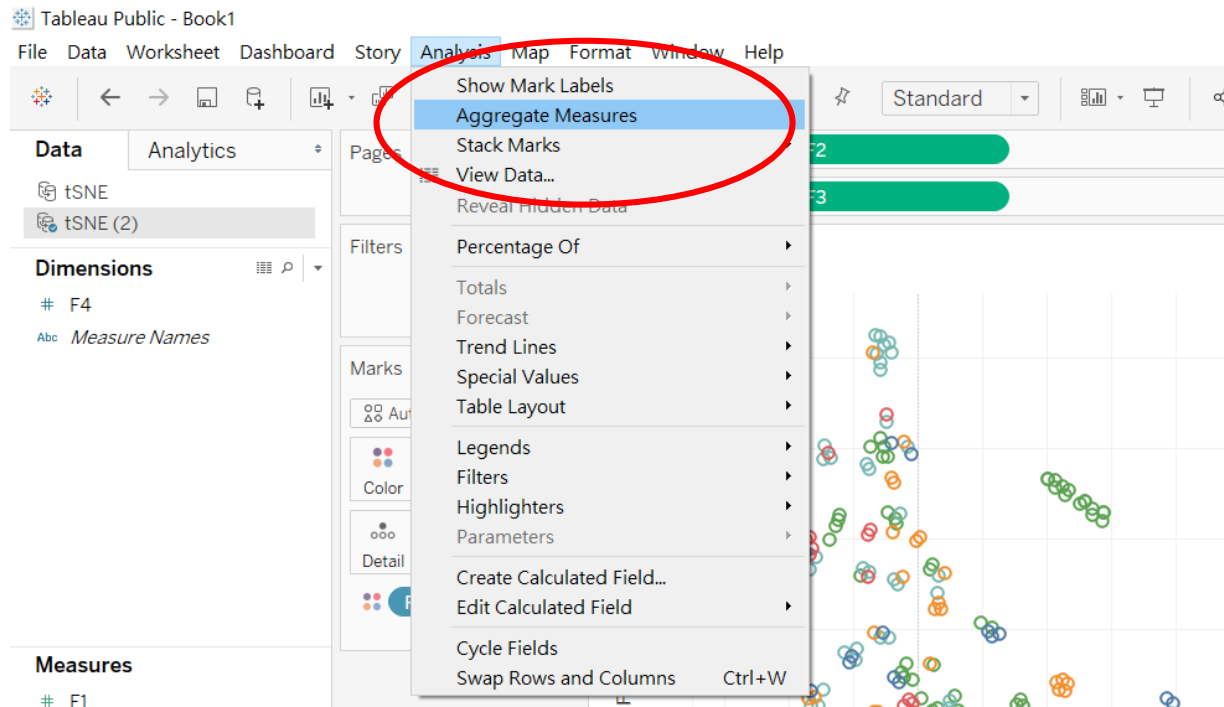 Tableau Public - Book1
File Data Worksheet Dashboard Story Analysis Map Format Window Help
Standard
Data Analytics
tSNE
tSNE (2)
Dimensions
# F4
Abc Measure Names
Measures
# F1
Pages
Filters
Marks
Color
Detail
Show Mark Labels
Aggregate Measures
Stack Marks
View Data...
Reveal Hidden Data
Percentage Of
Totals
Forecast
Trend Lines
Special Values
Table Layout
Legends
Filters
Highlighters
Parameters
Create Calculated Field...
Edit Calculated Field
Cycle Fields
Swap Rows and Columns Ctrl+W
F2
F3